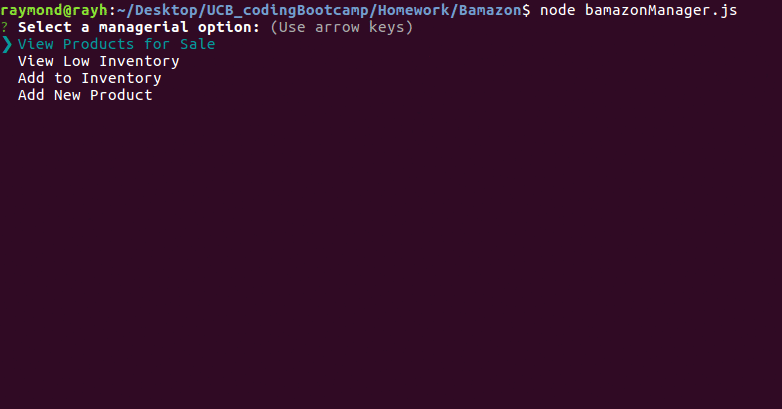 raymond@rayh:~/Desktop/UCB_codingBootcamp/Homework/Bamazon$ node bamazonManager.js
? Select a managerial option: (Use arrow keys)
❯ View Products for Sale
View Low Inventory
Add to Inventory
Add New Product